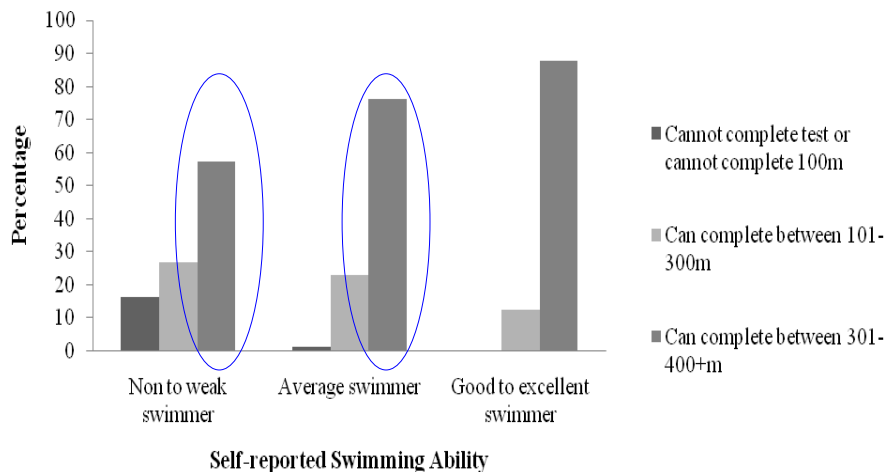 100
90
80
70
60
50
40
30
20
10
0
Percentage
Non to weak
swimmer
Average swimmer
Good to excellent
swimmer
Self-reported Swimming Ability
Cannot complete test or
cannot complete 100m
Can complete between 101-
300m
Can complete between 301-
400+m